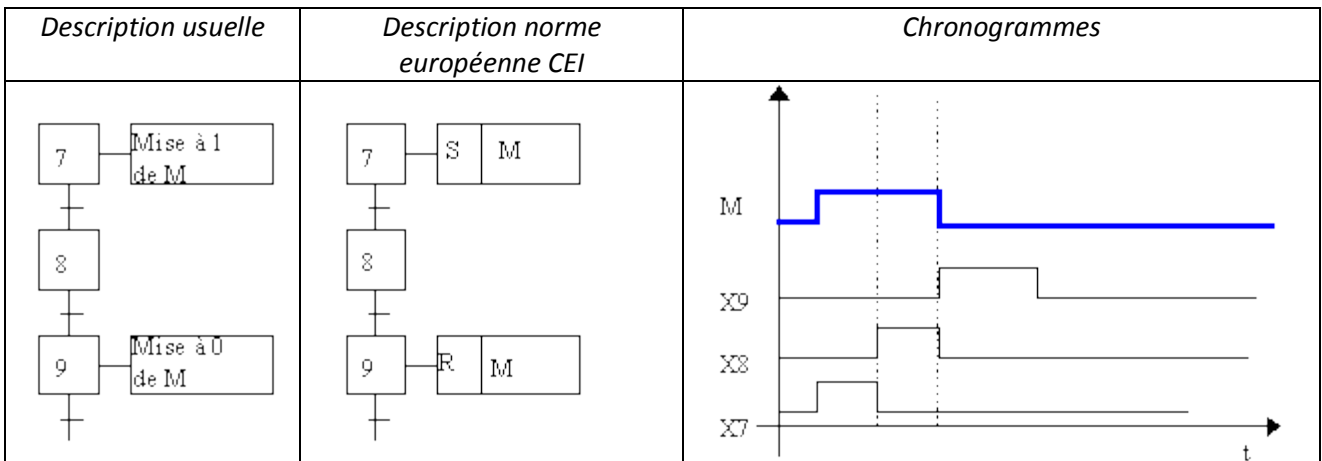 Description usuelle
Description norme
européenne CEI
Chronogrammes
7
Mise à 1
de M
8
9
Mise à 0
de M
7
S
M
8
9
R
M
M
X9
X8
X7
t